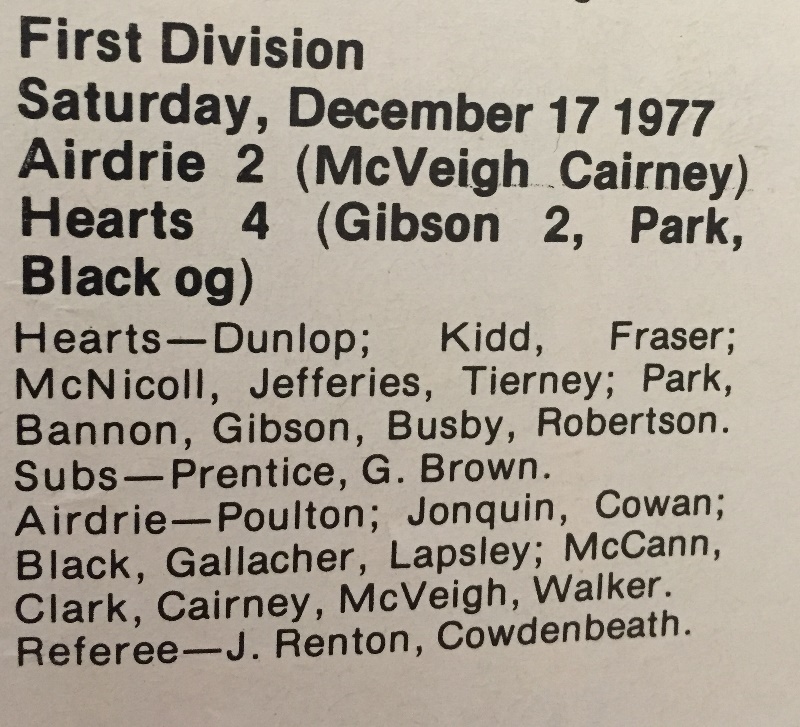 First Division
Saturday, December 17 1977
Airdrie 2 (McVeigh Cairney)
Hearts 4 (Gibson 2, Park,
Black og)
Hearts—Dunlop; Kidd, Fraser;
McNicoll, Jefferies, Tierney; Park,
Bannon, Gibson, Busby, Robertson.
Subs—Prentice, G. Brown.
Airdrie—Poulton; Jonquin, Cowan;
Black, Gallacher, Lapsley; McCann,
Clark, Cairney, McVeigh, Walker.
Referee—J. Renton, Cowdenbeath.